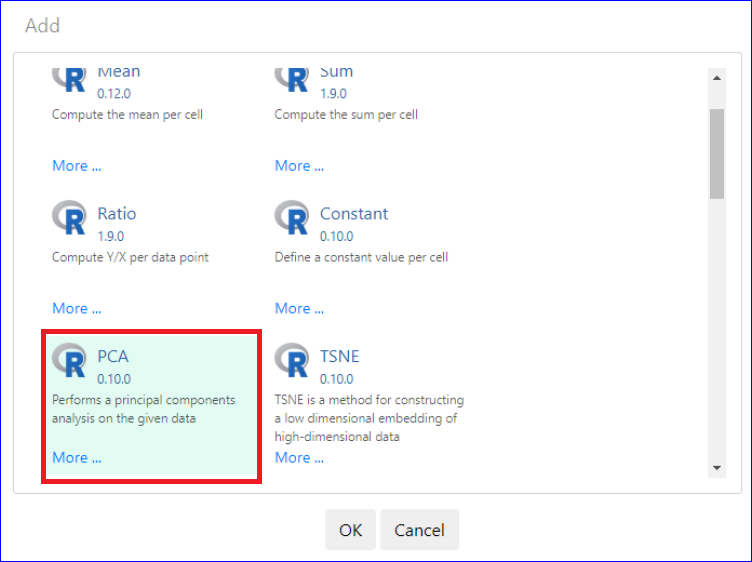 Add
Mean
0.12.0
Compute the mean per cell
More ...
Sum
1.9.0
Compute the sum per cell
More ...
Ratio
1.9.0
Compute Y/X per data point
More ...
Constant
0.10.0
Define a constant value per cell
More ...
PCA
0.10.0
Performs a principal components
analysis on the given data
More ...
TSNE
0.10.0
TSNE is a method for constructing
a low dimensional embedding of
high-dimensional data
More ...
OK
Cancel